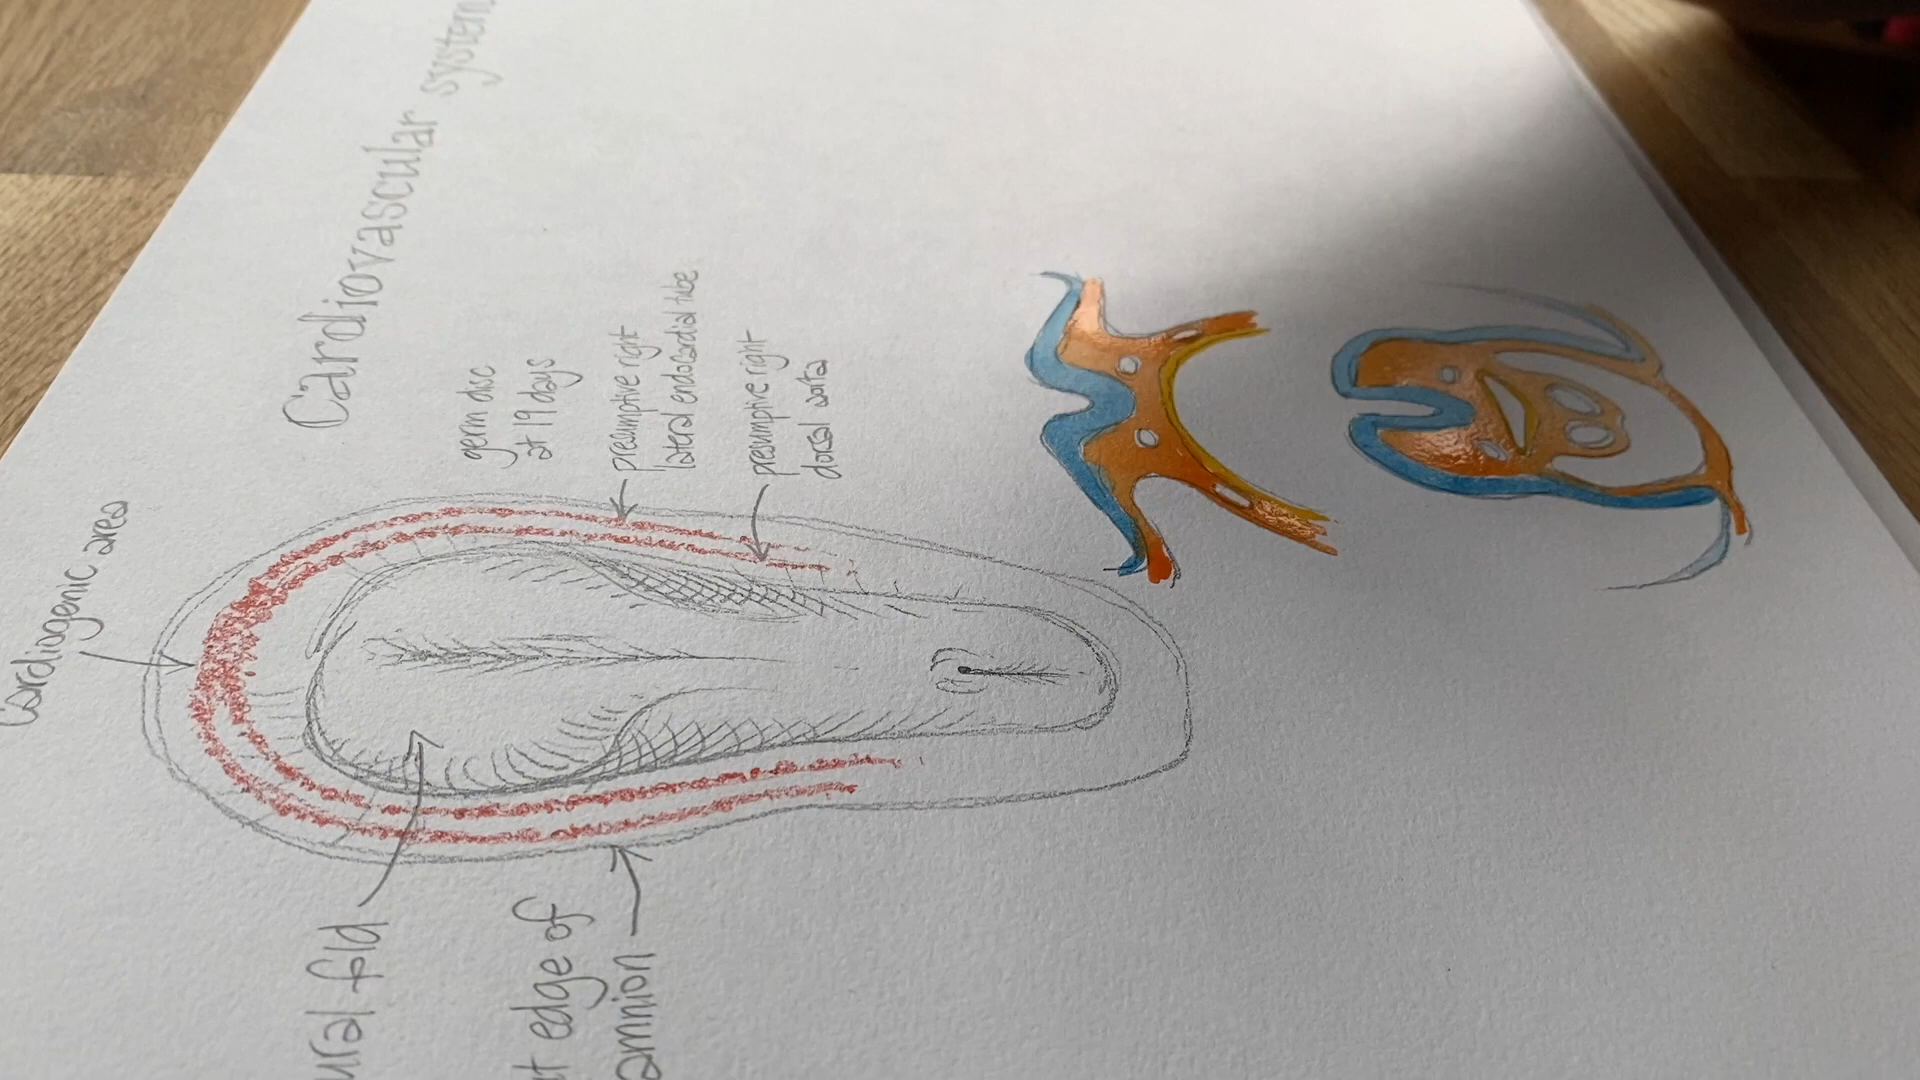 Cardiovascular system
Cardiogenic area
germ disc
at 19 days
presumptive right
lateral endocardial tube
presumptive right
dorsal aorta
ural fold
t edge of
amnion